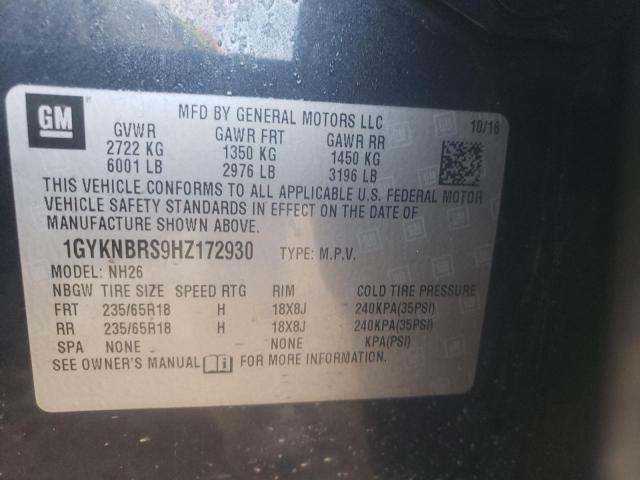 GM
MFD BY GENERAL MOTORS LLC
10/16
GVWR GAWR FRT GAWR RR
2722 KG 1350 KG 1450 KG
6001 LB 2976 LB 3196 LB
THIS VEHICLE CONFORMS TO ALL APPLICABLE U.S. FEDERAL MOTOR
VEHICLE SAFETY STANDARDS IN EFFECT ON THE DATE OF
MANUFACTURE SHOWN ABOVE.
1GYKNBRS9HZ172930 TYPE: M.P.V.
MODEL: NH26
NBGW TIRE SIZE SPEED RTG RIM COLD TIRE PRESSURE
FRT 235/65R18 H 18X8J 240KPA(35PSI)
RR 235/65R18 H 18X8J 240KPA(35PSI)
SPA NONE NONE KPA(PSI)
SEE OWNER'S MANUAL FOR MORE INFORMATION.